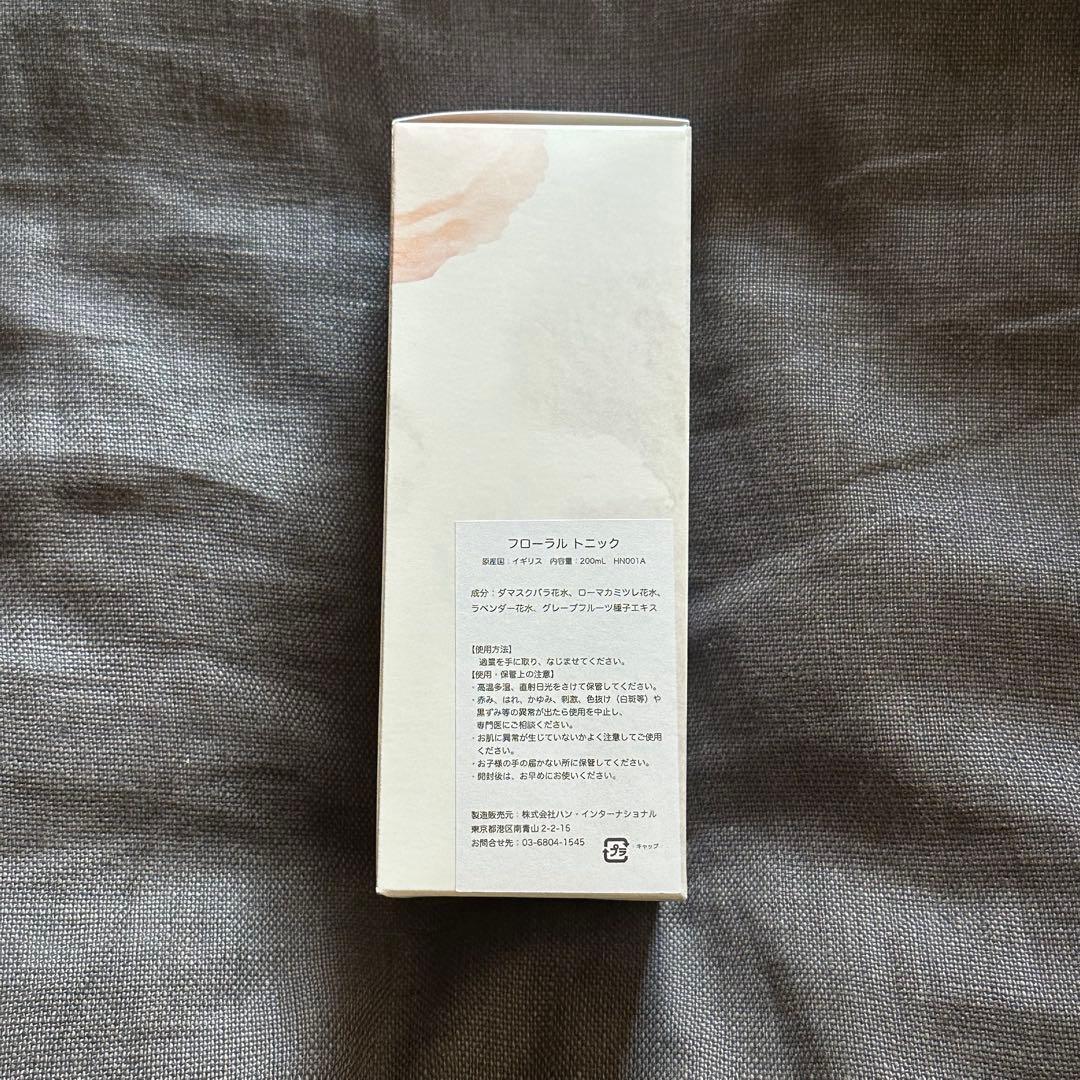 フローラル トニック
原産国：イギリス 内容量：200mL HN001A
成分：ダマスクバラ花水、ローマカミツレ花水、
ラベンダー花水、グレープフルーツ種子エキス
【使用方法】
適量を手に取り、なじませてください。
【使用・保管上の注意】
・高温多湿、直射日光をさけて保管してください。
・赤み、はれ、かゆみ、刺激、色抜け（白斑等）や
黒ずみ等の異常が出たら使用を中止し、
専門医にご相談ください。
・お肌に異常が生じていないかよく注意してご使用
ください。
・お子様の手の届かない所に保管してください。
・開封後は、お早めにお使いください。
製造販売元：株式会社ハン・インターナショナル
東京都港区南青山2-2-15
お問合せ先：03-6804-1545
プラ ：キャップ